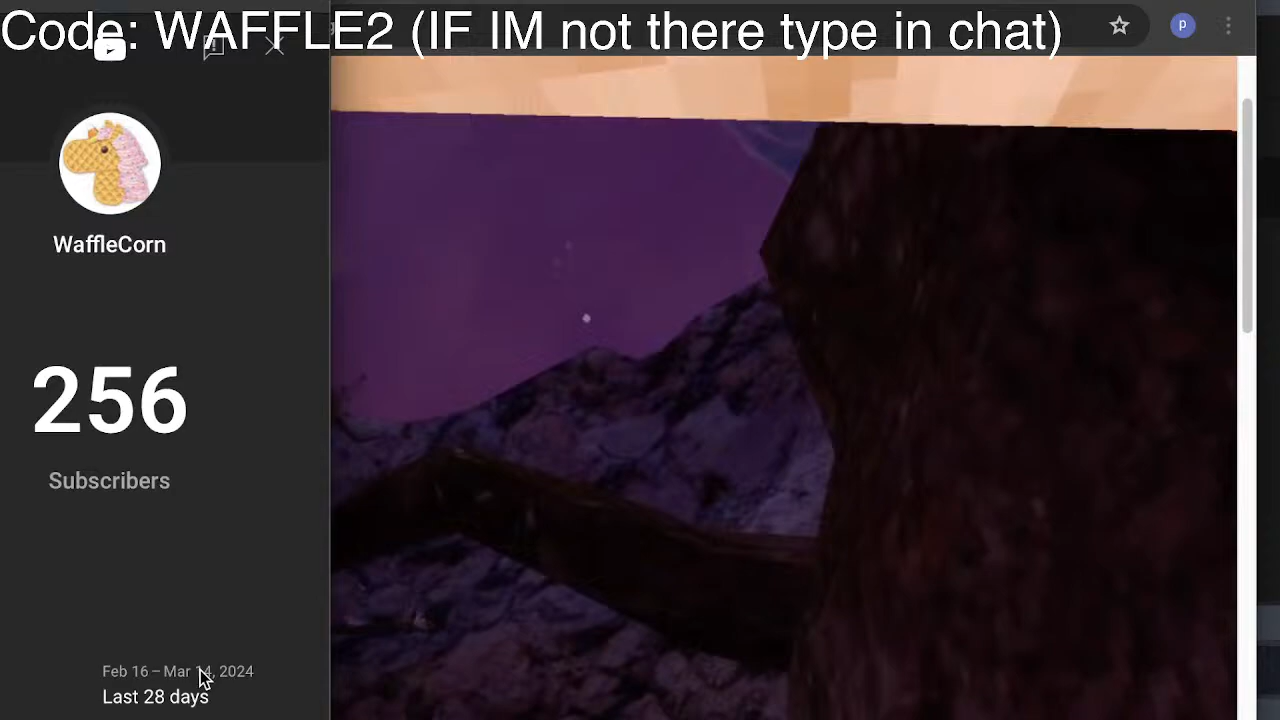 Code: WAFFLE2 (IF IM not there type in chat)
p
WaffleCorn
256
Subscribers
Feb 16 – Mar 14, 2024
Last 28 days